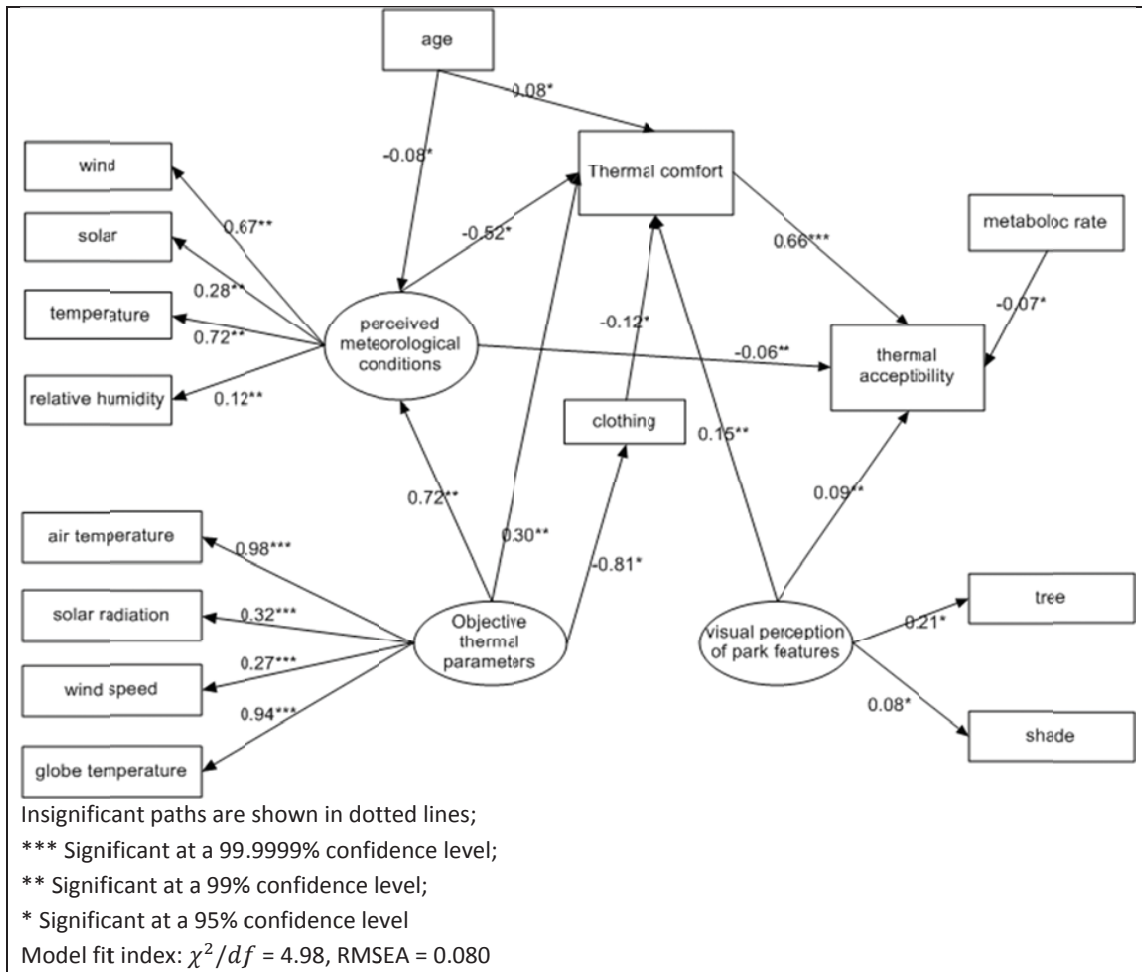 age
0.08*
-0.08*
wind
solar
temperature
relative humidity
0.67**
0.28**
0.72**
0.12**
perceived
meteorological
conditions
-0.52*
Thermal comfort
0.66***
metaboloc rate
-0.07*
-0.12*
-0.06**
thermal
acceptibility
clothing
0.15**
0.09**
0.72**
0.30**
-0.81*
air temperature
solar radiation
wind speed
globe temperature
0.98***
0.32***
0.27***
0.94***
Objective
thermal
parameters
visual perception
of park features
0.21*
0.08*
tree
shade
Insignificant paths are shown in dotted lines;
*** Significant at a 99.9999% confidence level;
** Significant at a 99% confidence level;
* Significant at a 95% confidence level
Model fit index: χ²/df = 4.98, RMSEA = 0.080